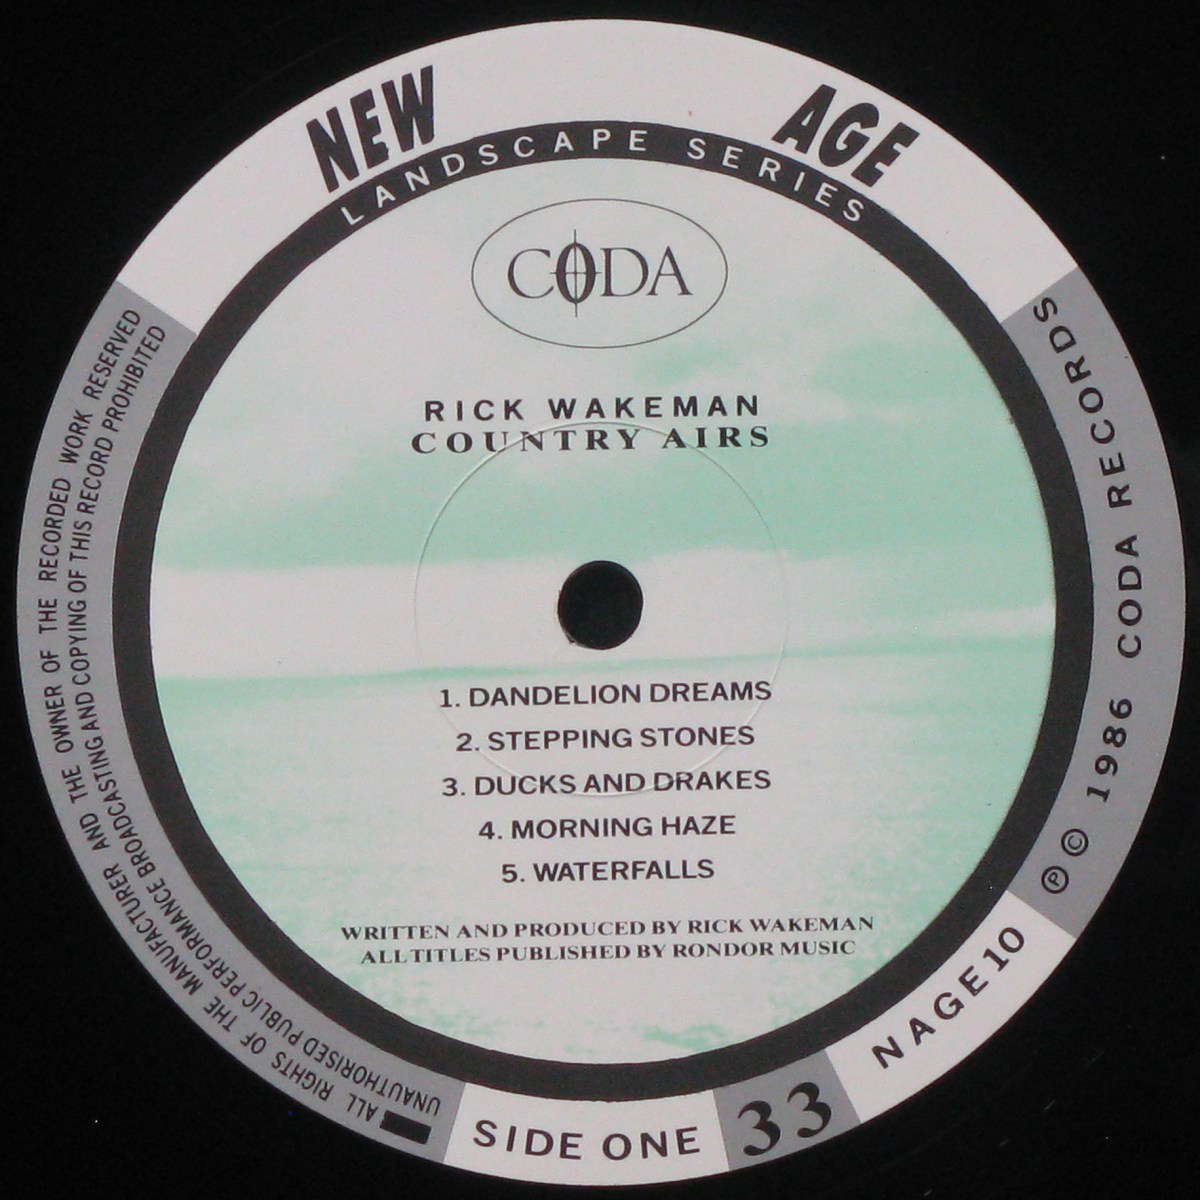 NEW AGE
LANDSCAPE SERIES
CODA
RICK WAKEMAN
COUNTRY AIRS
1. DANDELION DREAMS
2. STEPPING STONES
3. DUCKS AND DRAKES
4. MORNING HAZE
5. WATERFALLS
WRITTEN AND PRODUCED BY RICK WAKEMAN
ALL TITLES PUBLISHED BY RONDOR MUSIC
ALL RIGHTS OF THE MANUFACTURER AND THE OWNER OF THE RECORDED WORK RESERVED
UNAUTHORISED PUBLIC PERFORMANCE BROADCASTING AND COPYING OF THIS RECORD PROHIBITED
SIDE ONE
33
NAGE 10
℗ © 1986 CODA RECORDS